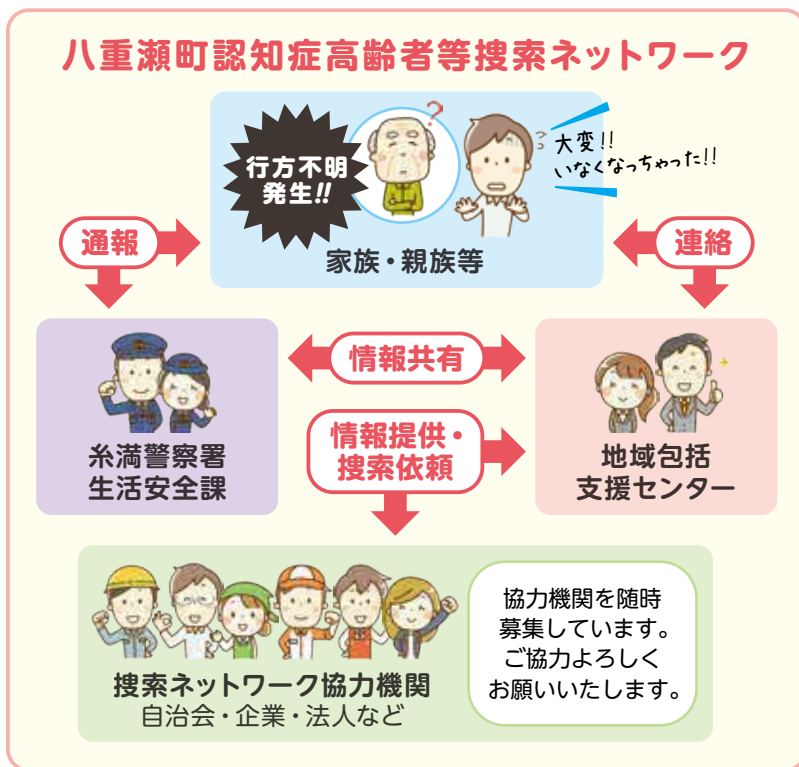 八重瀬町認知症高齢者等捜索ネットワーク
行方不明
発生!!
?
大変!!
いなくなっちゃった!!
家族・親族等
通報
連絡
情報共有
糸満警察署
生活安全課
情報提供・
捜索依頼
地域包括
支援センター
捜索ネットワーク協力機関
自治会・企業・法人など
協力機関を随時
募集しています。
ご協力よろしく
お願いいたします。